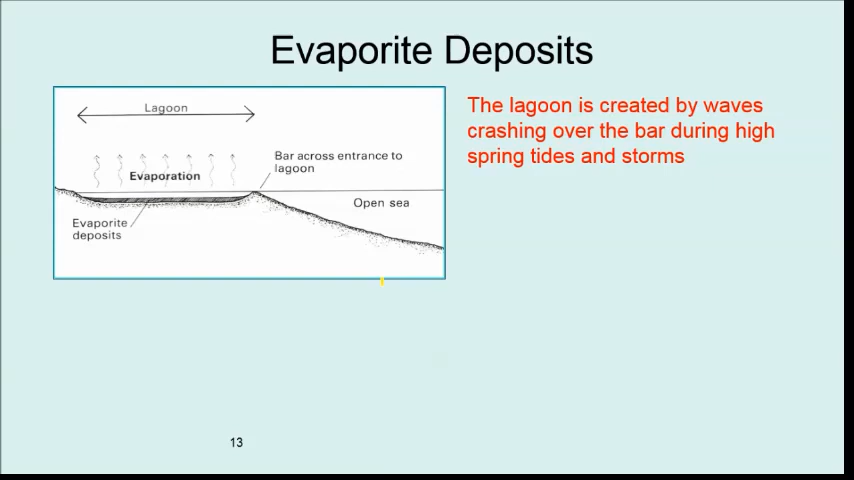 Evaporite Deposits
Lagoon
Evaporation
Bar across entrance to
lagoon
Open sea
Evaporite
deposits
The lagoon is created by waves
crashing over the bar during high
spring tides and storms
13